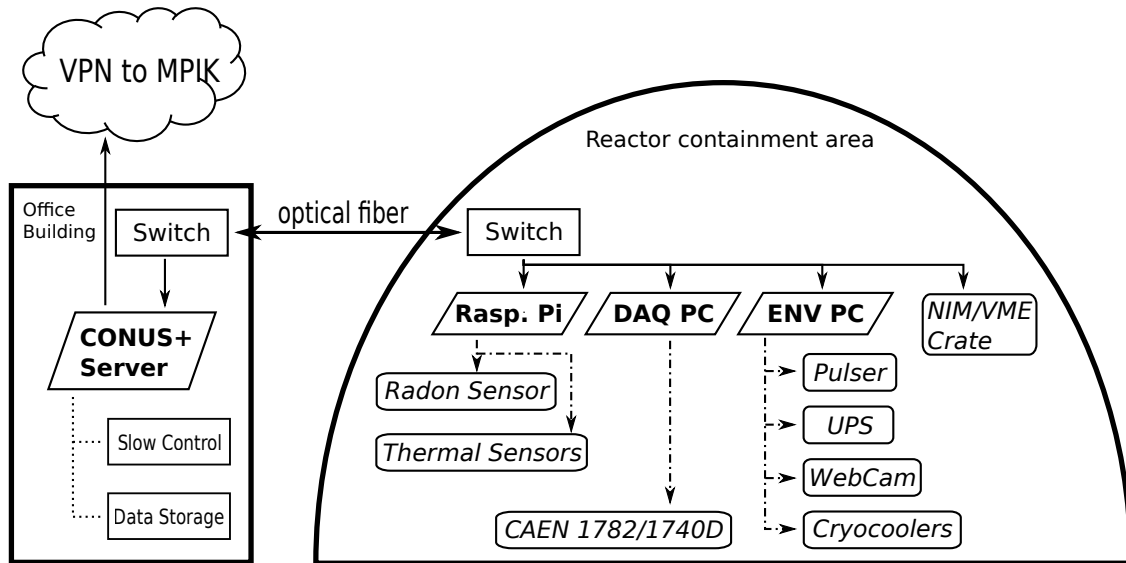 VPN to MPIK
Reactor containment area
Office
Building
Switch
optical fiber
Switch
CONUS+
Server
Slow Control
Data Storage
Rasp. Pi
DAQ PC
ENV PC
NIM/VME
Crate
Radon Sensor
Thermal Sensors
CAEN 1782/1740D
Pulser
UPS
WebCam
Cryocoolers